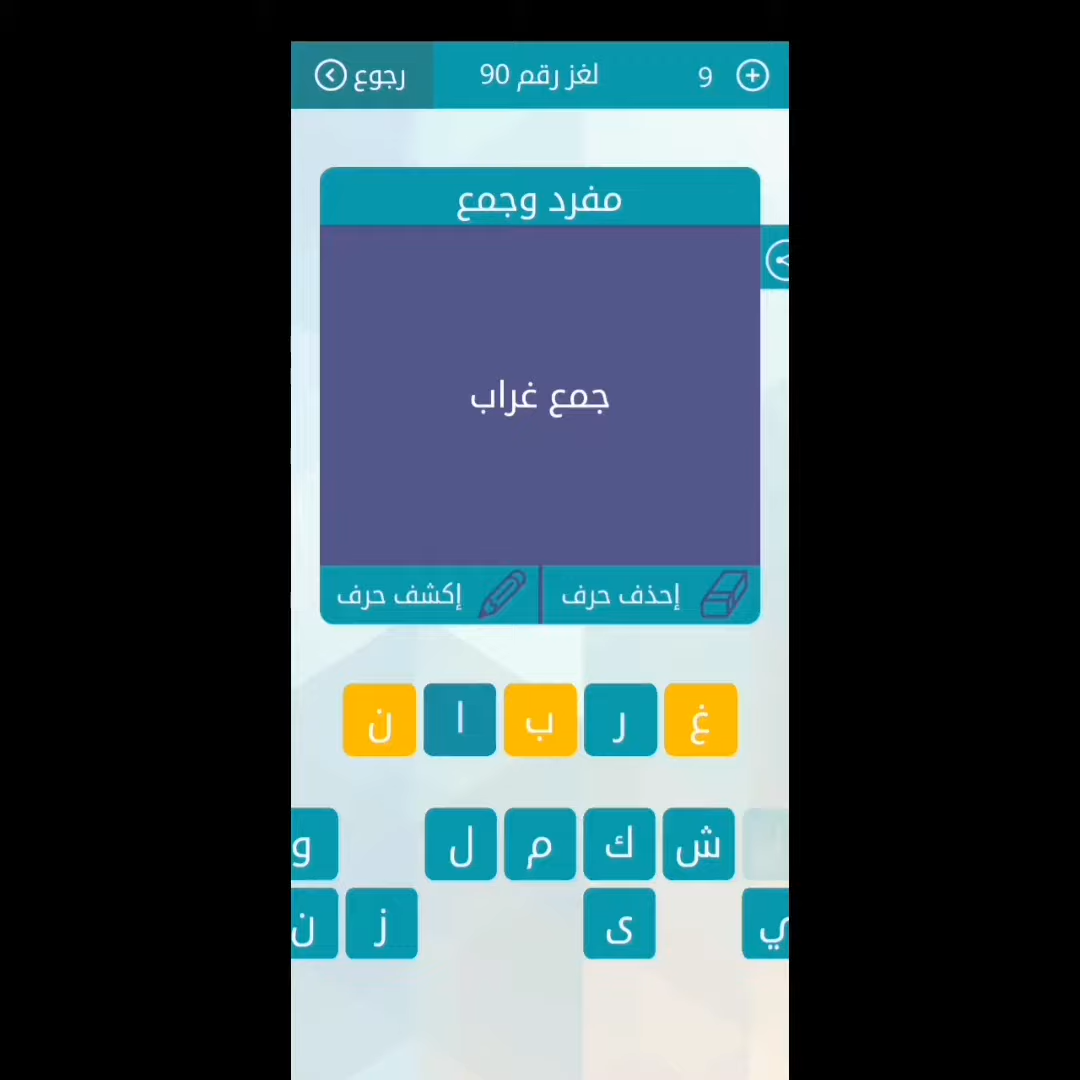 رجوع لغز رقم 90 9
مفرد وجمع
جمع غراب
إحذف حرف إكشف حرف
غ ر ب ا ن
ش ك م ل و
ي ى ز ن